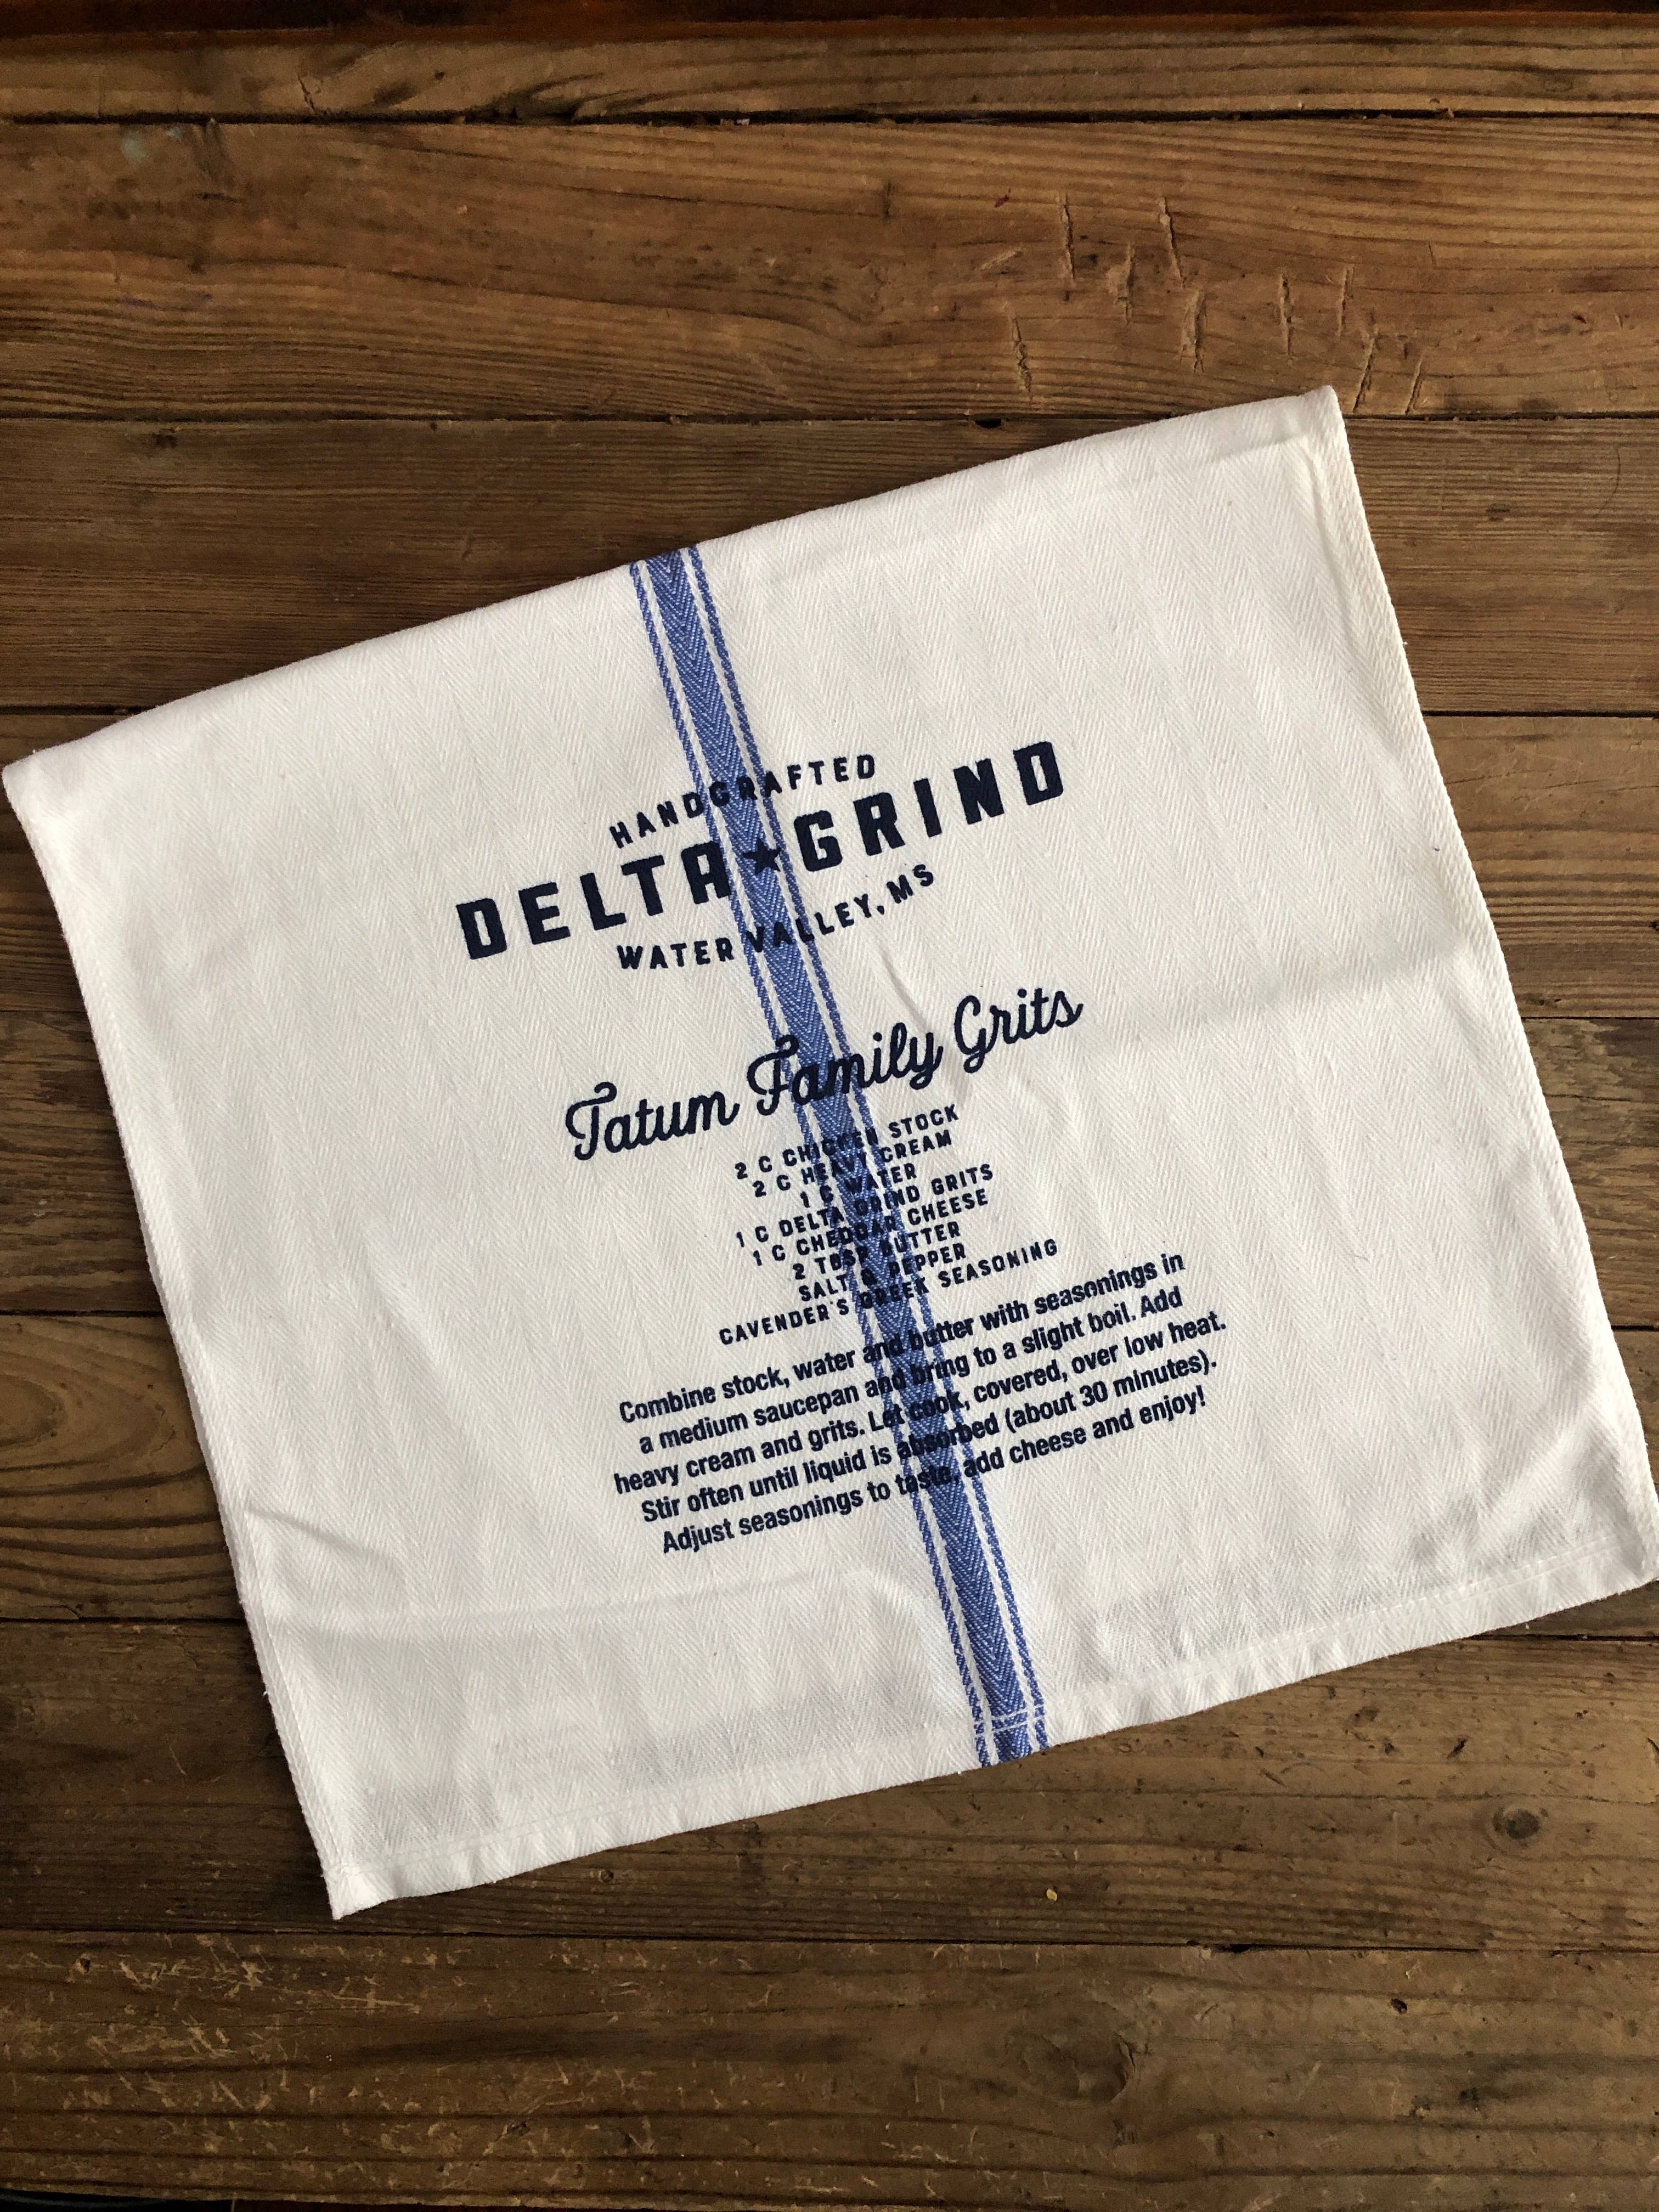 HANDCRAFTED
DELTA★GRIND
WATER VALLEY, MS
Tatum Family Grits
2 C CHICKEN STOCK
2 C HEAVY CREAM
1 C WATER
1 C DELTA GRIND GRITS
1 C CHEDDAR CHEESE
2 TBSP BUTTER
SALT & PEPPER
CAVENDER'S GREEK SEASONING
Combine stock, water and butter with seasonings in
a medium saucepan and bring to a slight boil. Add
heavy cream and grits. Let cook, covered, over low heat.
Stir often until liquid is absorbed (about 30 minutes).
Adjust seasonings to taste, add cheese and enjoy!